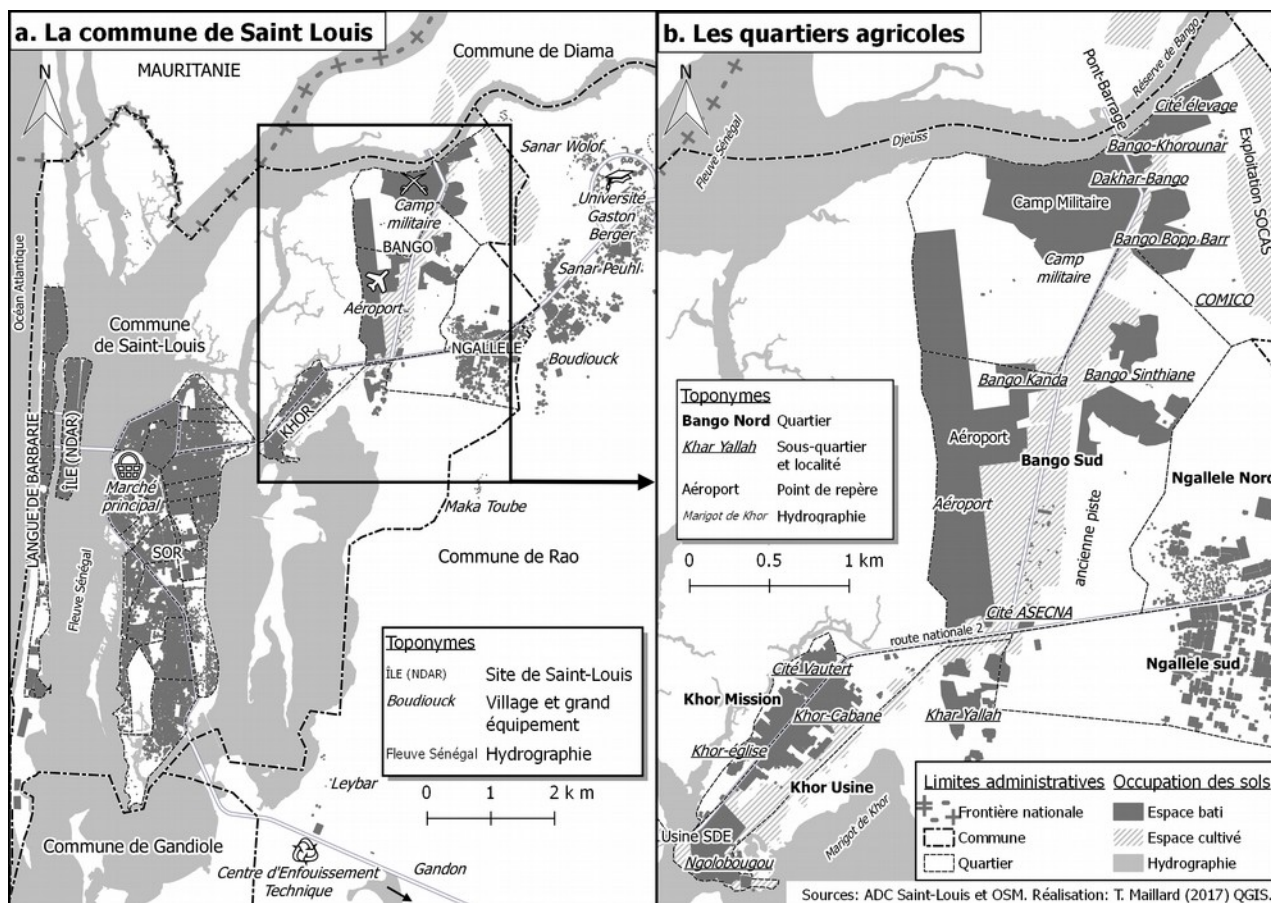 a. La commune de Saint Louis
MAURITANIE
Commune de Diama
N
Fleuve Sénégal
Océan Atlantique
Sanar Wolof
Camp
militaire
Université
Gaston
Berger
BANGO
Sanar Peuhl
Aéroport
Commune
de Saint-Louis
NGALLELE
Boudiouck
KHOR
LANGUE DE BARBARIE
ÎLE (NDAR)
Marché
principal
Maka Toube
SOR
Commune de Rao
Fleuve Sénégal
Toponymes
ÎLE (NDAR) Site de Saint-Louis
Boudiouck Village et grand
équipement
Fleuve Sénégal Hydrographie
Leybar
0 1 2 km
Commune de Gandiole
Centre d'Enfouissement
Technique
Gandon
b. Les quartiers agricoles
N
Fleuve Sénégal
Djeuss
Pont-Barrage
Réserve de Bango
Cité élevage
Bango-Khorounar
Exploitation SOCAS
Dakhar-Bango
Camp Militaire
Bango Bopp Barr
Camp
militaire
COMICO
Bango Kanda
Bango Sinthiane
Toponymes
Bango Nord Quartier
Khar Yallah Sous-quartier
et localité
Aéroport Point de repère
Marigot de Khor Hydrographie
0 0.5 1 km
Aéroport
Bango Sud
Ngallele Nord
Aéroport
ancienne piste
Cité ASECNA
route nationale 2
Cité Vautert
Ngallele sud
Khor Mission
Khor-Cabane
Khar Yallah
Khor-église
Khor Usine
Usine SDE
Marigot de Khor
Ngolobougou
Limites administratives
Frontière nationale
Commune
Quartier
Occupation des sols
Espace bati
Espace cultivé
Hydrographie
Sources: ADC Saint-Louis et OSM. Réalisation: T. Maillard (2017) QGIS.